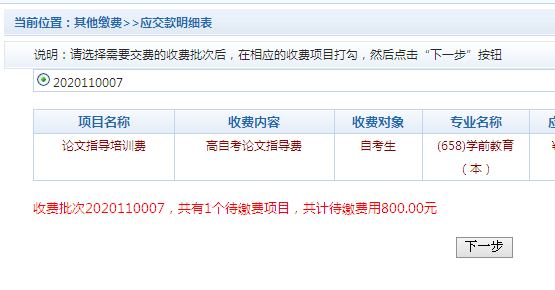 当前位置：其他缴费>>应交款明细表
说明：请选择需要交费的收费批次后，在相应的收费项目打勾，然后点击“下一步”按钮
2020110007
项目名称 收费内容 收费对象 专业名称
论文指导培训费 高自考论文指导费 自考生 (658)学前教育
（本）
收费批次2020110007，共有1个待缴费项目，共计待缴费用800.00元
下一步